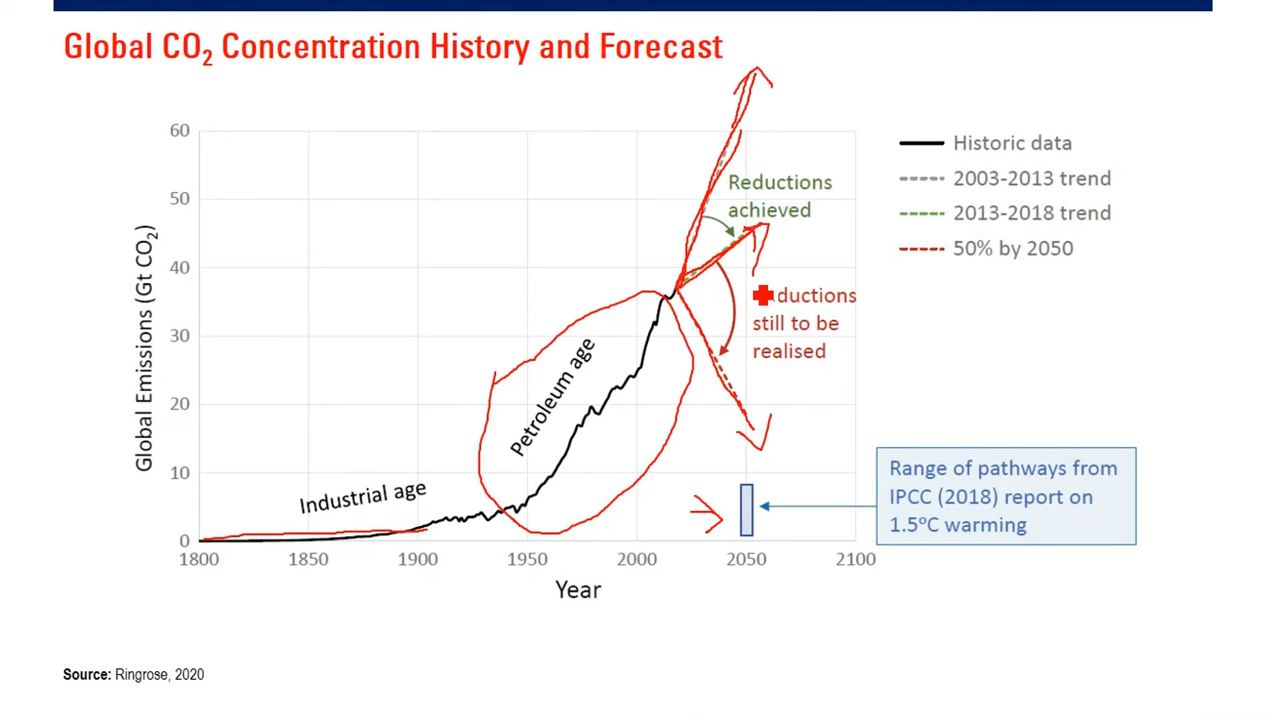 Global CO₂ Concentration History and Forecast
60
50
40
30
20
10
0
Global Emissions (Gt CO₂)
1800
1850
1900
1950
2000
2050
2100
Year
Industrial age
Petroleum age
Reductions
achieved
ductions
still to be
realised
Historic data
2003-2013 trend
2013-2018 trend
50% by 2050
Range of pathways from
IPCC (2018) report on
1.5ºC warming
Source: Ringrose, 2020